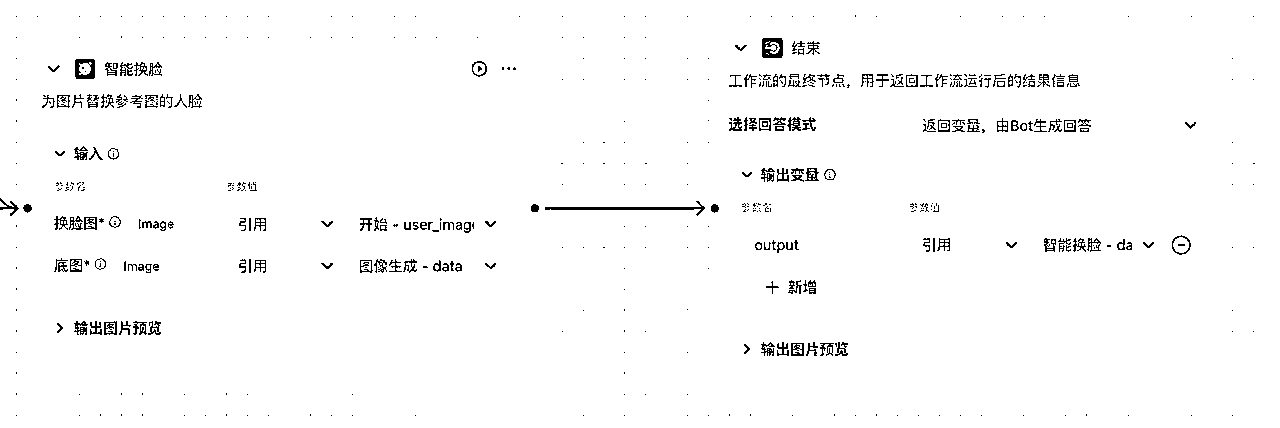 智能换脸
为图片替换参考图的人脸
输入
参数名 参数值
换脸图* Image 引用 开始 - user_image
底图* Image 引用 图像生成 - data
输出图片预览
结束
工作流的最终节点，用于返回工作流运行后的结果信息
选择回答模式 返回变量，由Bot生成回答
输出变量
参数名 参数值
output 引用 智能换脸 - da
新增
输出图片预览